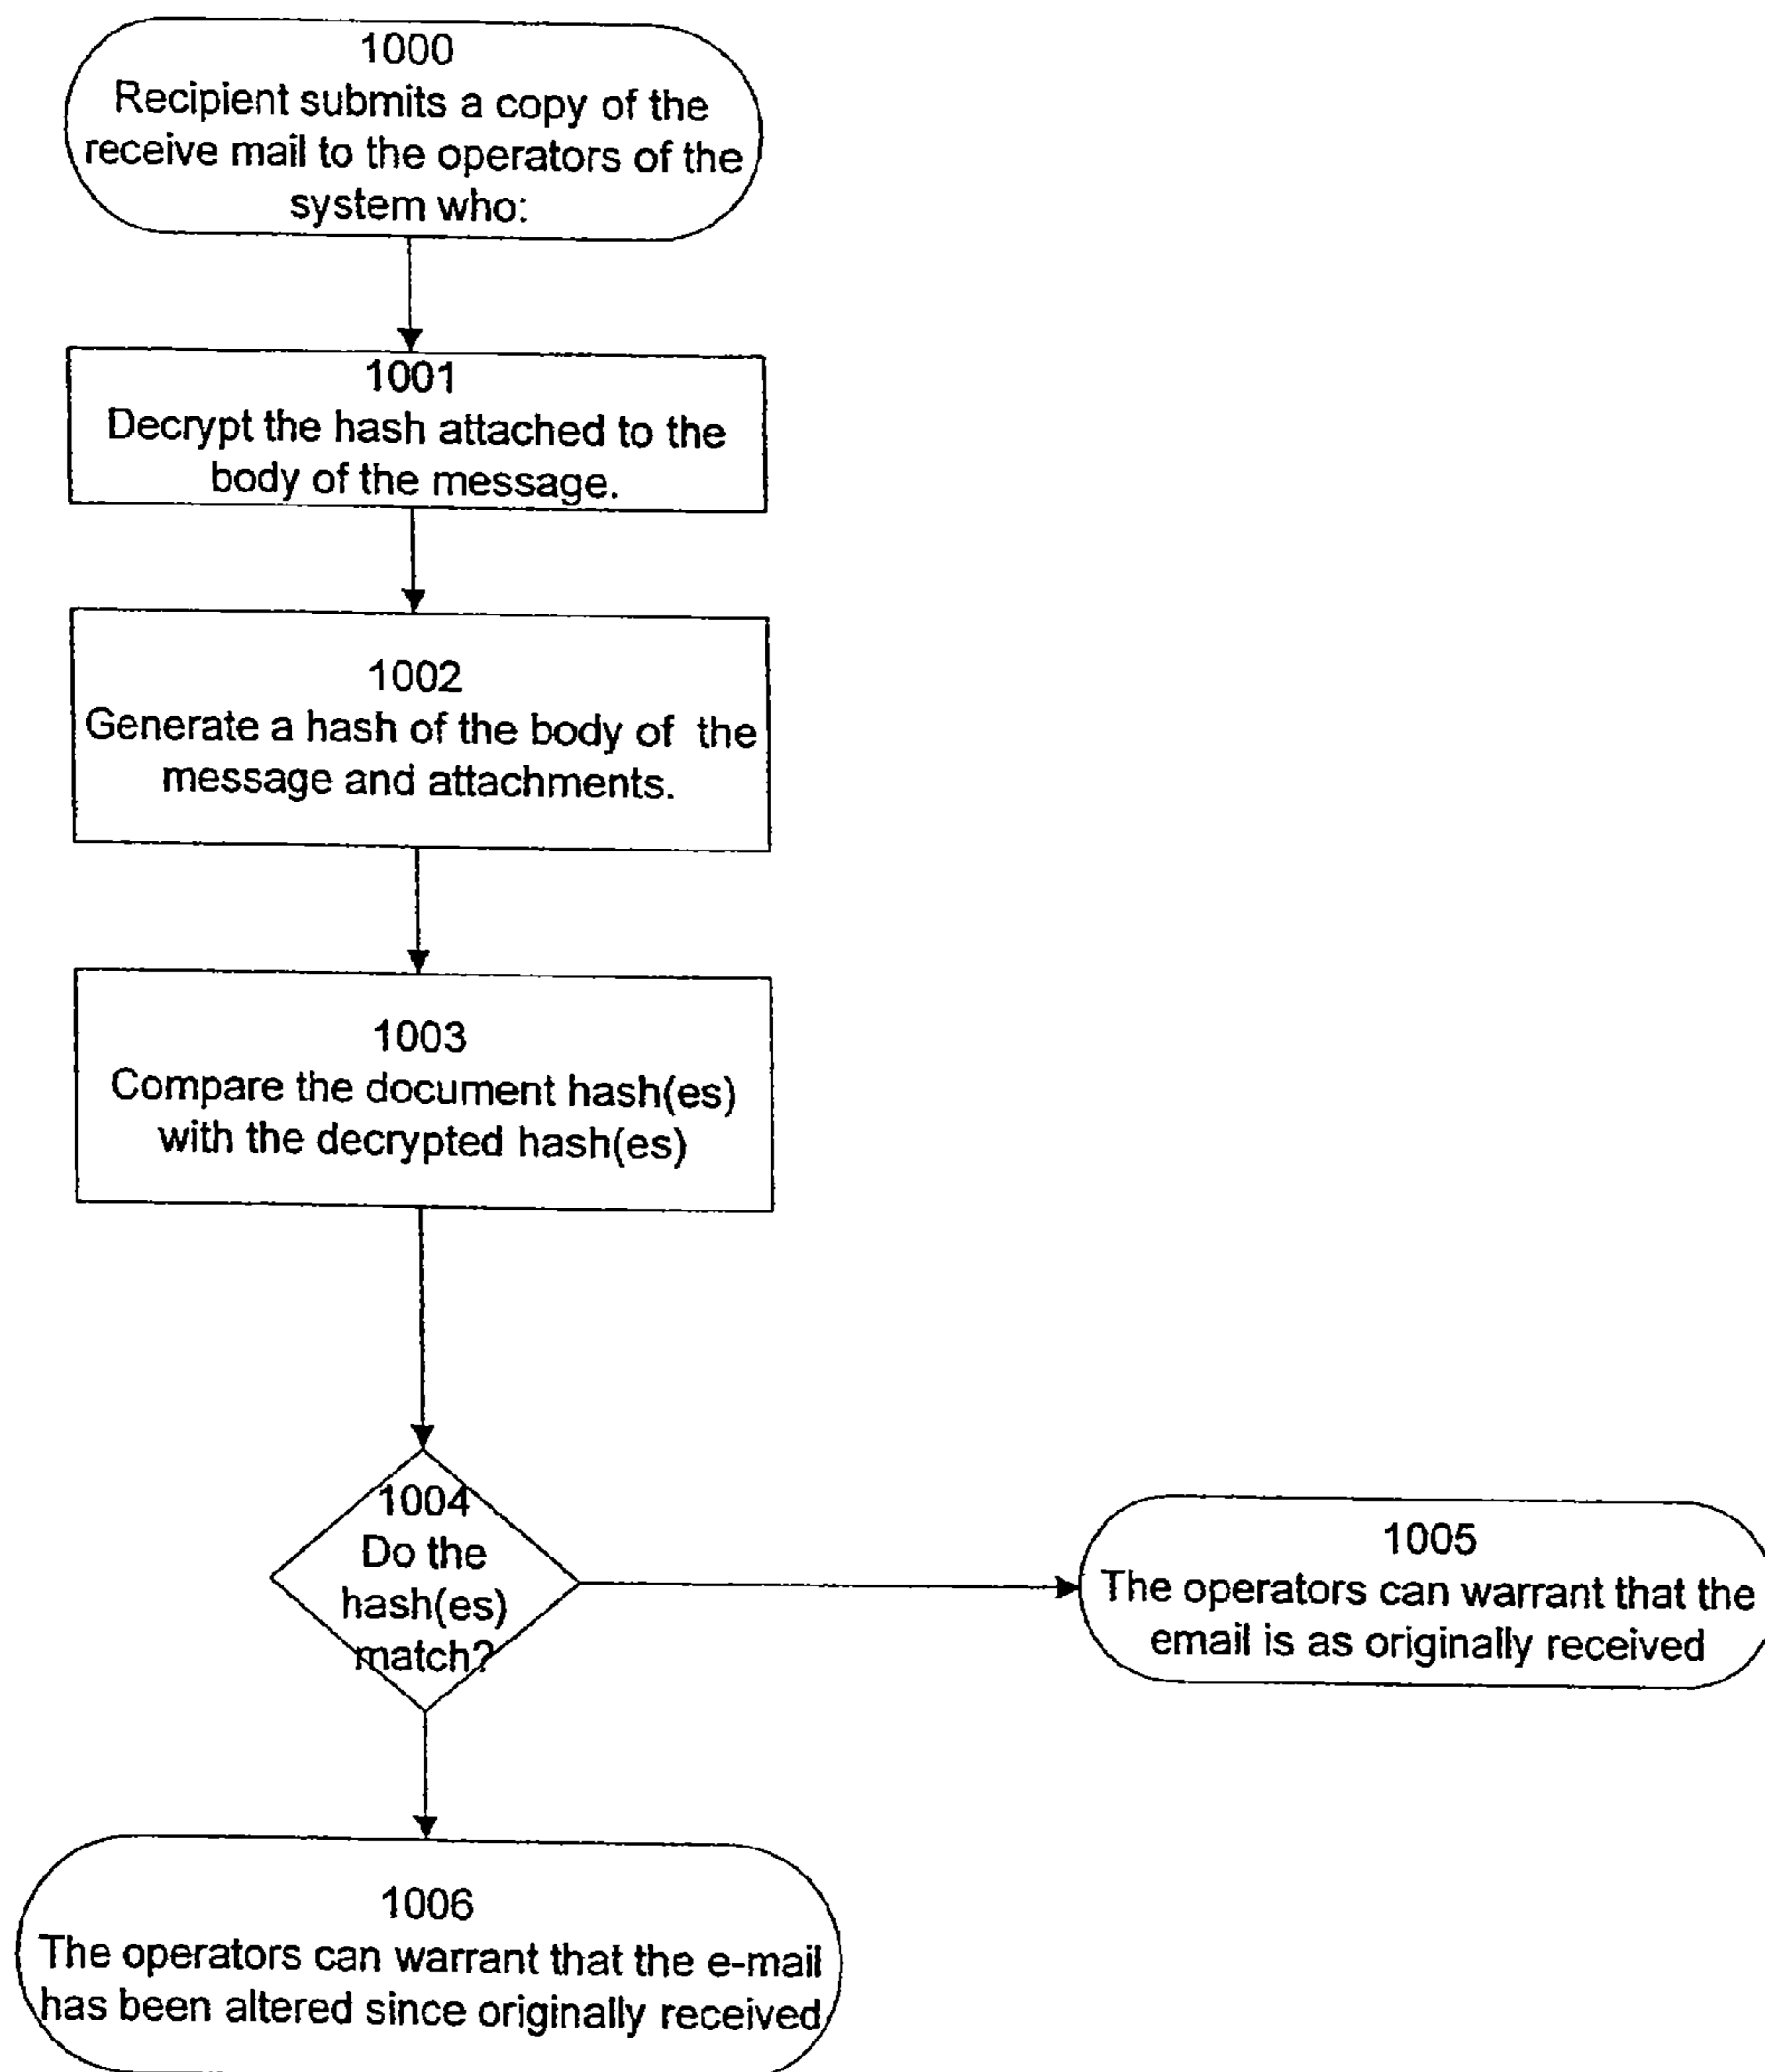 1000
Recipient submits a copy of the
receive mail to the operators of the
system who:
1001
Decrypt the hash attached to the
body of the message.
1002
Generate a hash of the body of the
message and attachments.
1003
Compare the document hash(es)
with the decrypted hash(es)
1004
Do the
hash(es)
match?
1005
The operators can warrant that the
email is as originally received
1006
The operators can warrant that the e-mail
has been altered since originally received